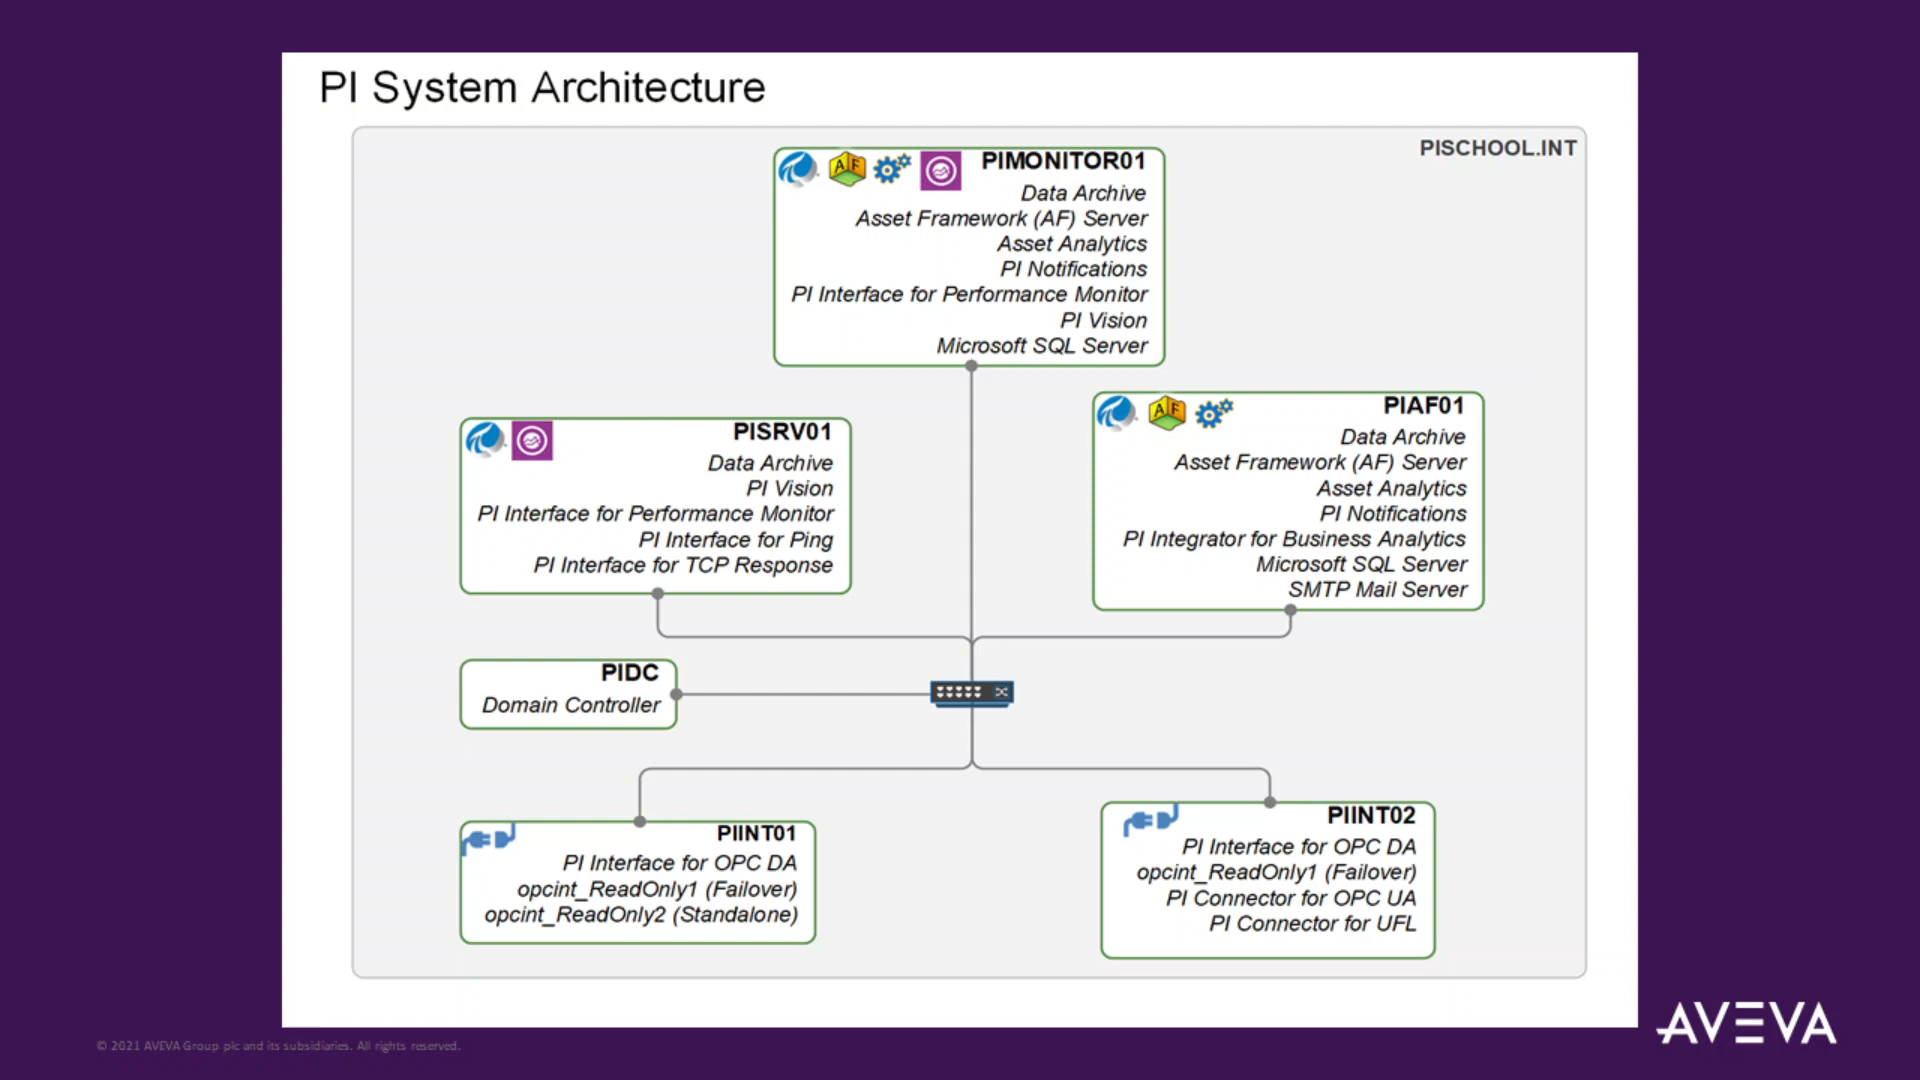 PI System Architecture
PISCHOOL.INT
PIMONITOR01
Data Archive
Asset Framework (AF) Server
Asset Analytics
PI Notifications
PI Interface for Performance Monitor
PI Vision
Microsoft SQL Server
PISRV01
Data Archive
PI Vision
PI Interface for Performance Monitor
PI Interface for Ping
PI Interface for TCP Response
AF
PIAF01
Data Archive
Asset Framework (AF) Server
Asset Analytics
PI Notifications
PI Integrator for Business Analytics
Microsoft SQL Server
SMTP Mail Server
AF
PIDC
Domain Controller
PIINT01
PI Interface for OPC DA
opcint_ReadOnly1 (Failover)
opcint_ReadOnly2 (Standalone)
PIINT02
PI Interface for OPC DA
opcint_ReadOnly1 (Failover)
PI Connector for OPC UA
PI Connector for UFL
© 2021 AVEVA Group plc and its subsidiaries. All rights reserved.
AVEVA